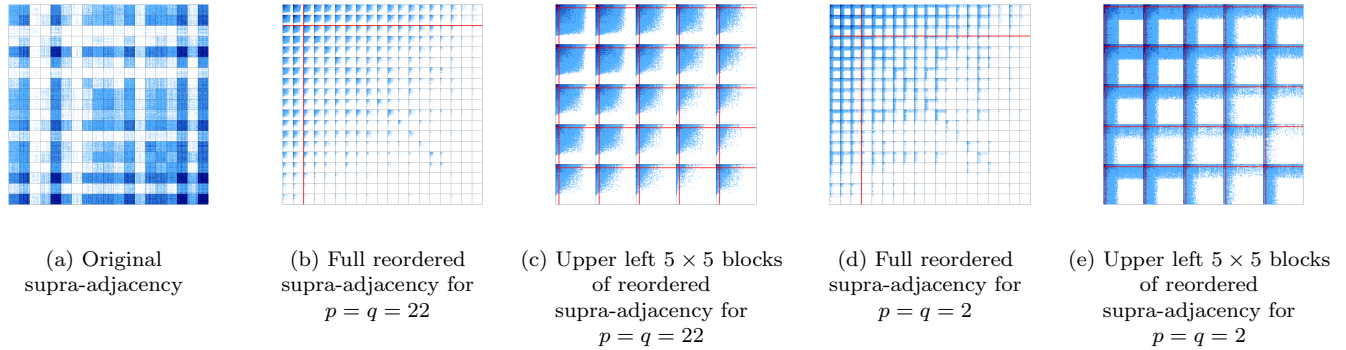 (a) Original
supra-adjacency
(b) Full reordered
supra-adjacency for
p = q = 22
(c) Upper left 5 × 5 blocks
of reordered
supra-adjacency for
p = q = 22
(d) Full reordered
supra-adjacency for
p = q = 2
(e) Upper left 5 × 5 blocks
of reordered
supra-adjacency for
p = q = 2